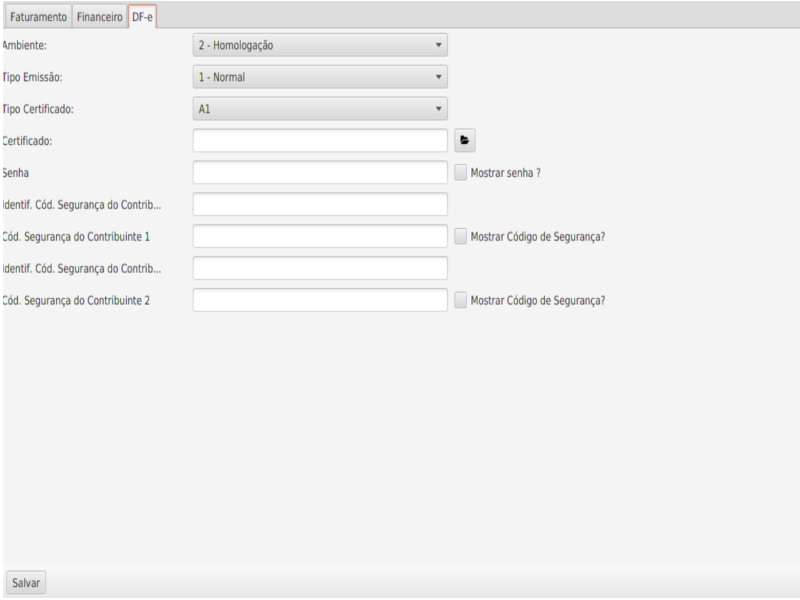 Faturamento Financeiro DF-e
Ambiente: 2 - Homologação
Tipo Emissão: 1 - Normal
Tipo Certificado: A1
Certificado:
Senha Mostrar senha ?
Identif. Cód. Segurança do Contrib...
Cód. Segurança do Contribuinte 1 Mostrar Código de Segurança?
Identif. Cód. Segurança do Contrib...
Cód. Segurança do Contribuinte 2 Mostrar Código de Segurança?
Salvar